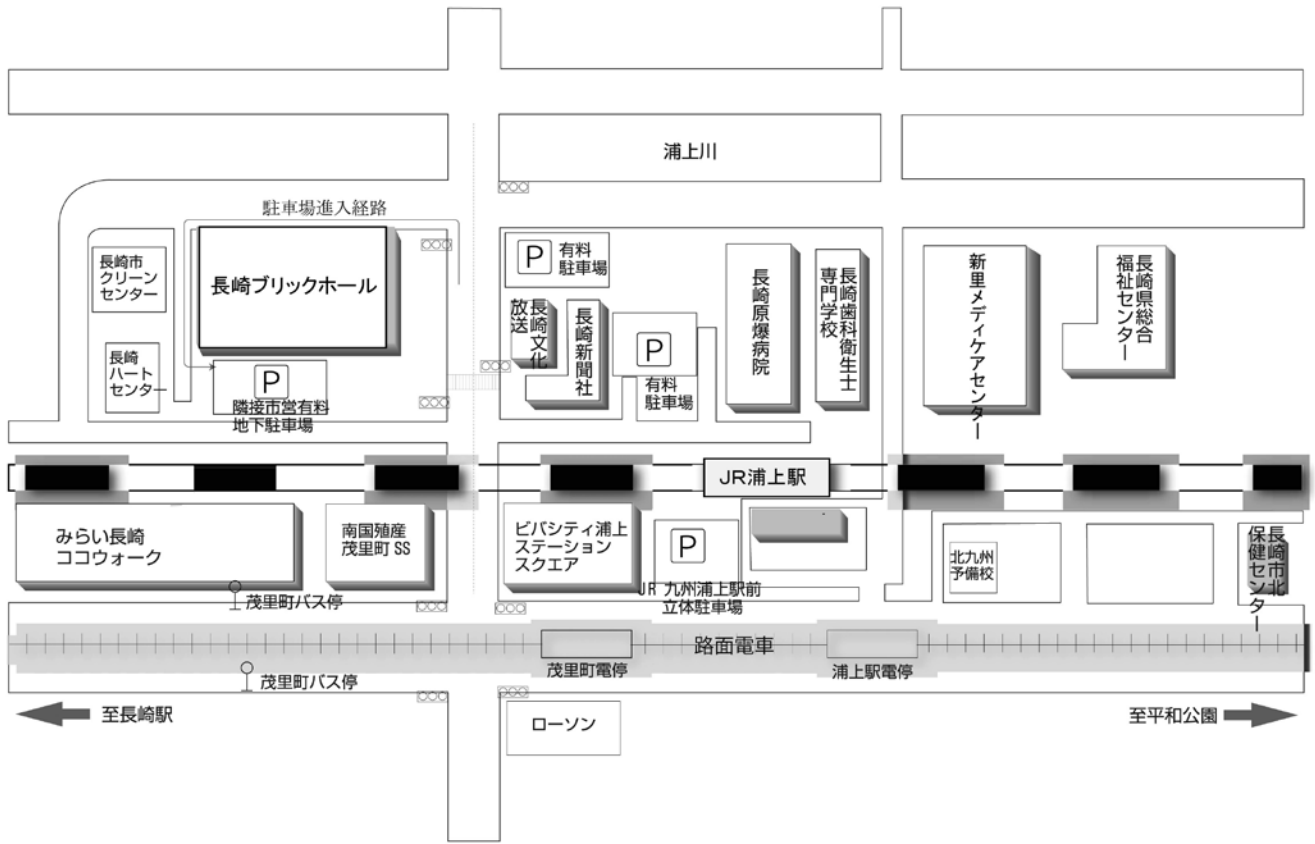 浦上川
駐車場進入経路
長崎市
クリーン
センター
長崎ブリックホール
長崎
ハート
センター
P
隣接市営有料
地下駐車場
P
有料
駐車場
長崎文化
放送
長崎新聞社
P
有料
駐車場
長崎原爆病院
長崎歯科衛生士
専門学校
新里メディケアセンター
長崎県総合
福祉センター
JR浦上駅
みらい長崎
ココウォーク
南国殖産
茂里町 SS
ビバシティ浦上
ステーション
スクエア
P
JR 九州浦上駅前
立体駐車場
北九州
予備校
長崎市北
保健センター
茂里町バス停
路面電車
茂里町電停
浦上駅電停
茂里町バス停
至長崎駅
ローソン
至平和公園